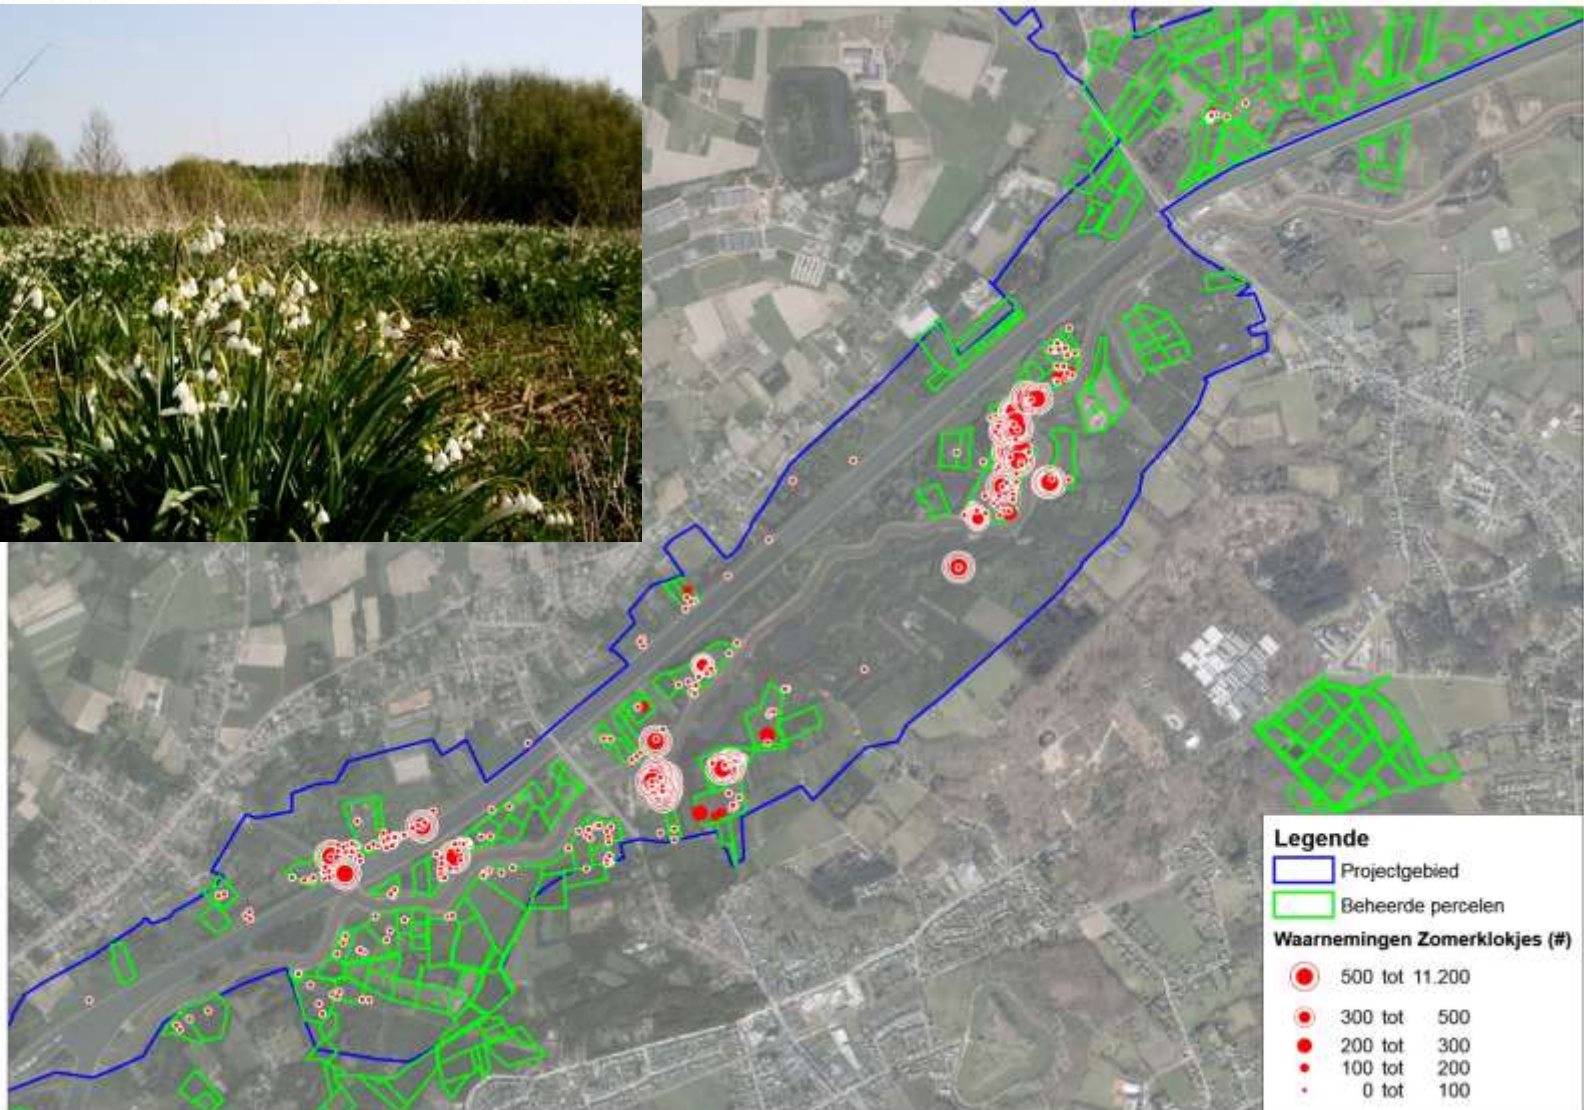 Legende
Projectgebied
Beheerde percelen
Waarnemingen Zomerklokjes (#)
500 tot 11.200
300 tot 500
200 tot 300
100 tot 200
0 tot 100